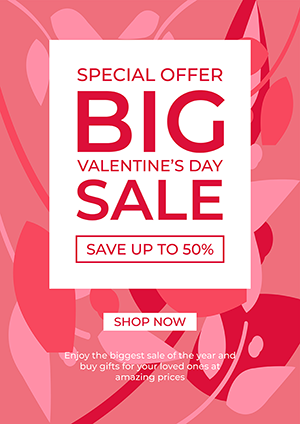 SPECIAL OFFER
BIG
VALENTINE'S DAY
SALE
SAVE UP TO 50%
SHOP NOW
Enjoy the biggest sale of the year and
buy gifts for your loved ones at
amazing prices